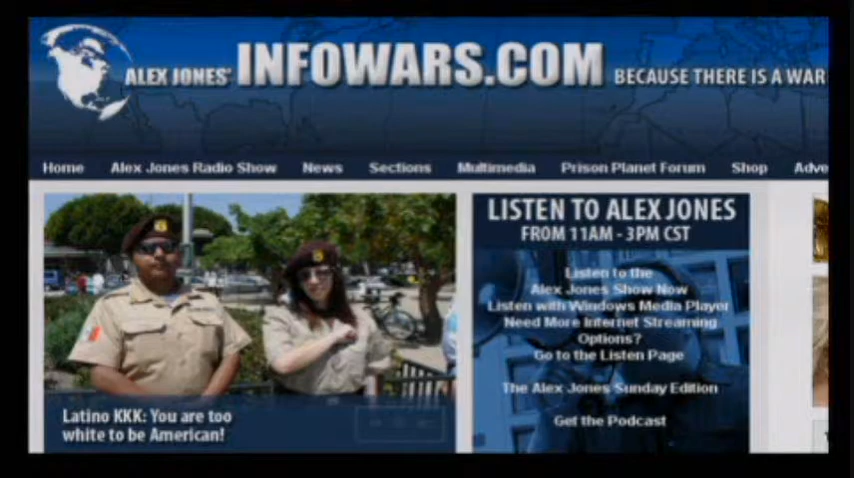 ALEX JONES' INFOWARS.COM BECAUSE THERE IS A WAR
Home Alex Jones Radio Show News Sections Multimedia Prison Planet Forum Shop Adve
LISTEN TO ALEX JONES
FROM 11AM - 3PM CST
Listen to the
Alex Jones Show Now
Listen with Windows Media Player
Need More Internet Streaming
Options?
Go to the Listen Page
The Alex Jones Sunday Edition
Get the Podcast
Latino KKK: You are too
white to be American!